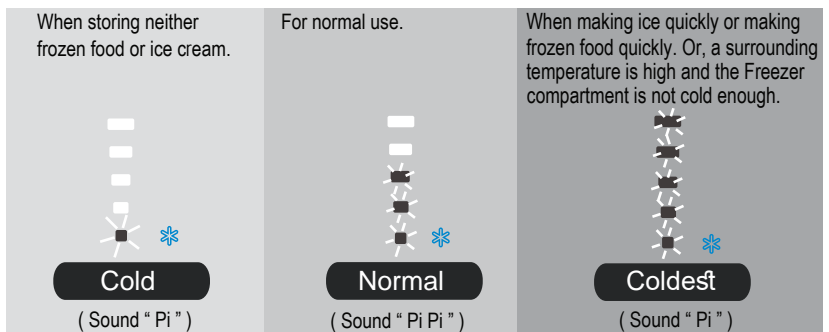 When storing neither
frozen food or ice cream.
Cold
( Sound “ Pi ” )
For normal use.
Normal
( Sound “ Pi Pi ” )
When making ice quickly or making
frozen food quickly. Or, a surrounding
temperature is high and the Freezer
compartment is not cold enough.
Coldest
( Sound “ Pi ” )